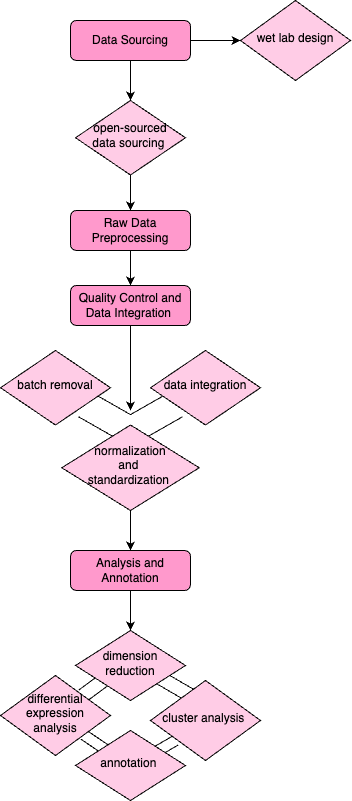 Data Sourcing
wet lab design
open-sourced
data sourcing
Raw Data
Preprocessing
Quality Control and
Data Integration
batch removal
data integration
normalization
and
standardization
Analysis and
Annotation
dimension
reduction
differential
expression
analysis
cluster analysis
annotation